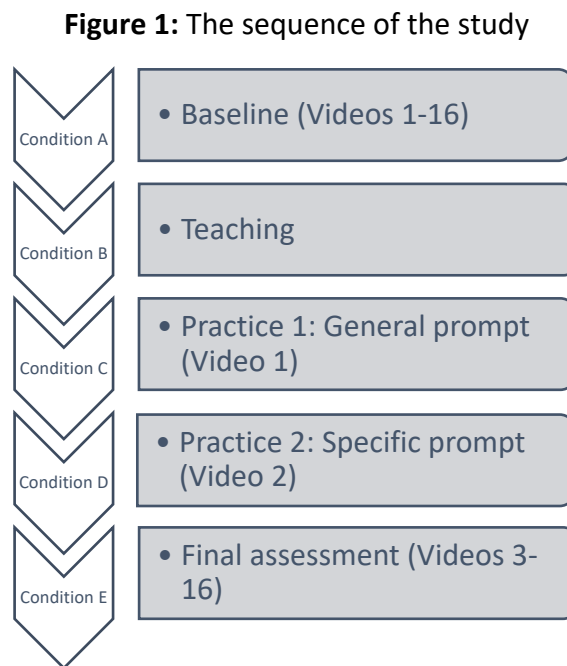 Figure 1: The sequence of the study
Condition A
• Baseline (Videos 1-16)
Condition B
• Teaching
Condition C
• Practice 1: General prompt
(Video 1)
Condition D
• Practice 2: Specific prompt
(Video 2)
Condition E
• Final assessment (Videos 3-
16)